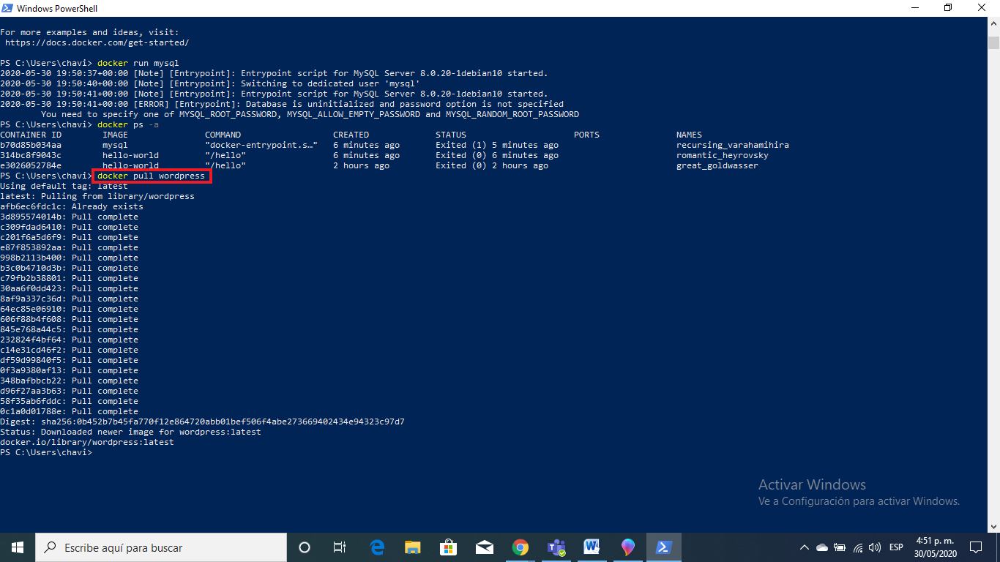 Windows PowerShell
For more examples and ideas, visit:
https://docs.docker.com/get-started/
PS C:\Users\chavi> docker run mysql
2020-05-30 19:50:37+00:00 [Note] [Entrypoint]: Entrypoint script for MySQL Server 8.0.20-1debian10 started.
2020-05-30 19:50:40+00:00 [Note] [Entrypoint]: Switching to dedicated user 'mysql'
2020-05-30 19:50:41+00:00 [Note] [Entrypoint]: Entrypoint script for MySQL Server 8.0.20-1debian10 started.
2020-05-30 19:50:41+00:00 [ERROR] [Entrypoint]: Database is uninitialized and password option is not specified
You need to specify one of MYSQL_ROOT_PASSWORD, MYSQL_ALLOW_EMPTY_PASSWORD and MYSQL_RANDOM_ROOT_PASSWORD
PS C:\Users\chavi> docker ps -a
CONTAINER ID IMAGE COMMAND CREATED STATUS PORTS NAMES
b70d85b034aa mysql "docker-entrypoint.s…" 6 minutes ago Exited (1) 5 minutes ago recursing_varahamihira
314bc8f9043c hello-world "/hello" 6 minutes ago Exited (0) 6 minutes ago romantic_heyrovsky
e3026052784e hello-world "/hello" 2 hours ago Exited (0) 2 hours ago great_goldwasser
PS C:\Users\chavi> docker pull wordpress
Using default tag: latest
latest: Pulling from library/wordpress
afb6ec6fdc1c: Already exists
3d895574014b: Pull complete
c309fdad6410: Pull complete
c201f6a5d6f9: Pull complete
e87f853892aa: Pull complete
998b2113b400: Pull complete
b3c0b4710d3b: Pull complete
c79fb2b38801: Pull complete
30aa6f0dd423: Pull complete
8af9a337c36d: Pull complete
64ec85e06910: Pull complete
606f88b4f608: Pull complete
845e768a44c5: Pull complete
232824f4bf64: Pull complete
c14e31cd46f2: Pull complete
df59d99840f5: Pull complete
0f3a9380af13: Pull complete
348bafbbcb22: Pull complete
d96f27aa3b63: Pull complete
58f35ab6fddc: Pull complete
0c1a0d01788e: Pull complete
Digest: sha256:0b452b7b45fa770f12e864720abb01bef506f4abe273669402434e94323c97d7
Status: Downloaded newer image for wordpress:latest
docker.io/library/wordpress:latest
PS C:\Users\chavi>
Activar Windows
Ve a Configuración para activar Windows.
Escribe aquí para buscar
ESP
4:51 p. m.
30/05/2020